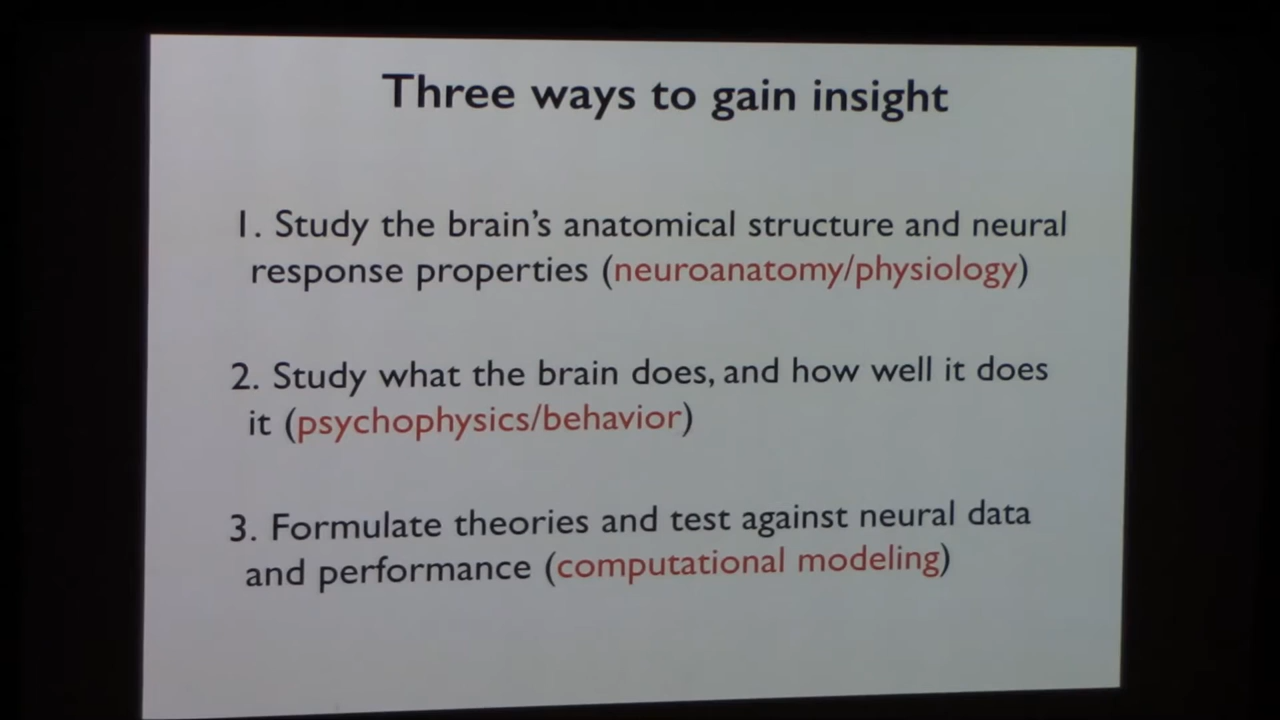 Three ways to gain insight
1. Study the brain's anatomical structure and neural
response properties (neuroanatomy/physiology)
2. Study what the brain does, and how well it does
it (psychophysics/behavior)
3. Formulate theories and test against neural data
and performance (computational modeling)